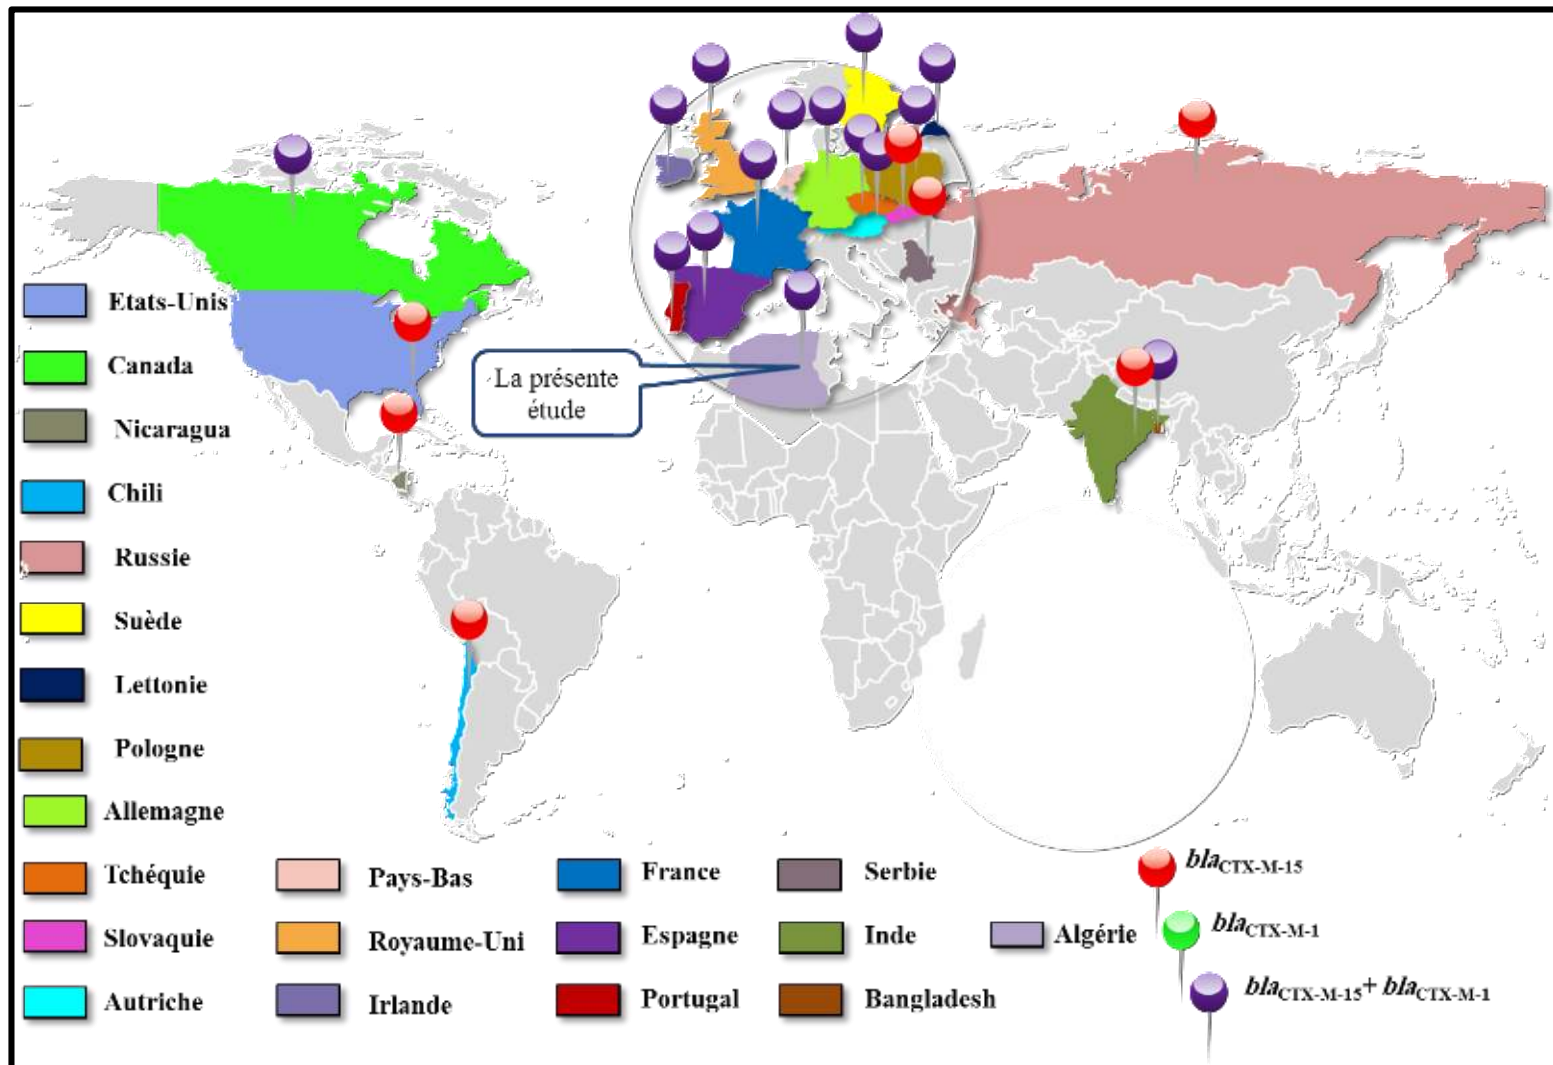 La présente
étude
Etats-Unis
Canada
Nicaragua
Chili
Russie
Suède
Lettonie
Pologne
Allemagne
Tchéquie
Slovaquie
Autriche
Pays-Bas
Royaume-Uni
Irlande
France
Espagne
Portugal
Serbie
Inde
Bangladesh
Algérie
blaCTX-M-15
blaCTX-M-1
blaCTX-M-15+ blaCTX-M-1